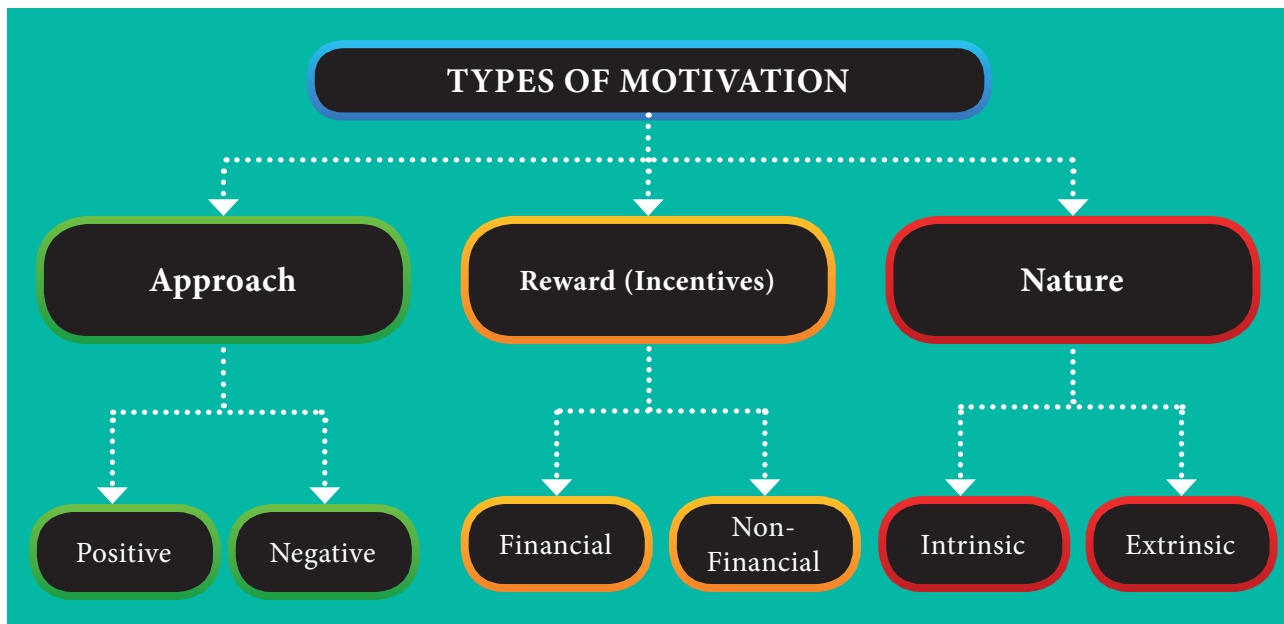 TYPES OF MOTIVATION
Approach
Reward (Incentives)
Nature
Positive
Negative
Financial
Non-
Financial
Intrinsic
Extrinsic